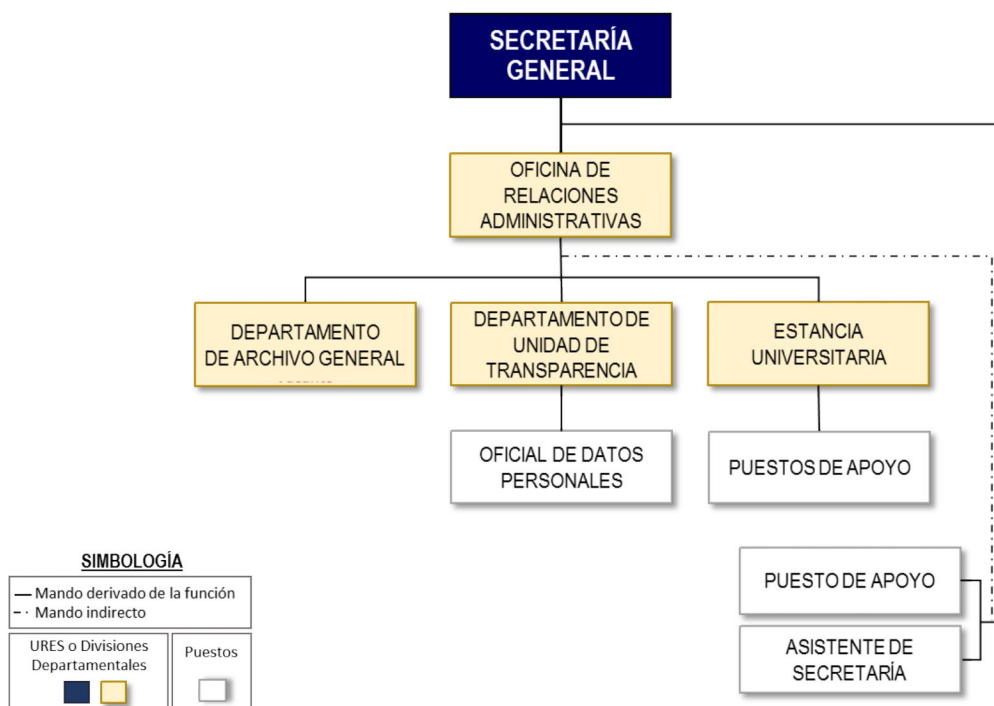 SECRETARÍA
GENERAL
OFICINA DE
RELACIONES
ADMINISTRATIVAS
DEPARTAMENTO
DE ARCHIVO GENERAL
DEPARTAMENTO DE
UNIDAD DE
TRANSPARENCIA
ESTANCIA
UNIVERSITARIA
OFICIAL DE DATOS
PERSONALES
PUESTOS DE APOYO
PUESTO DE APOYO
ASISTENTE DE
SECRETARÍA
SIMBOLOGÍA
Mando derivado de la función
Mando indirecto
URES o Divisiones
Departamentales
Puestos